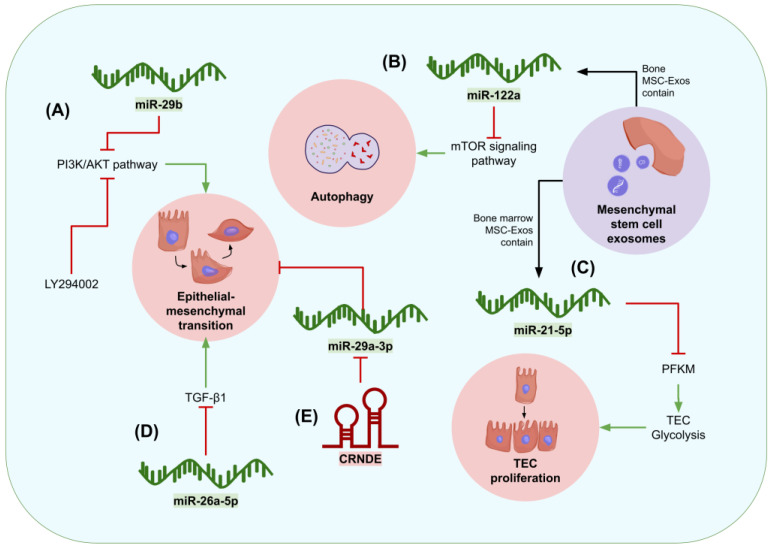 (A)
miR-29b
PI3K/AKT pathway
LY294002
Epithelial-
mesenchymal
transition
(B)
miR-122a
mTOR signaling
pathway
Autophagy
Bone
MSC-Exos
contain
Mesenchymal
stem cell
exosomes
Bone marrow
MSC-Exos
contain
(C)
miR-21-5p
PFKM
TEC
Glycolysis
TEC
proliferation
(D)
TGF-β1
miR-26a-5p
(E)
miR-29a-3p
CRNDE